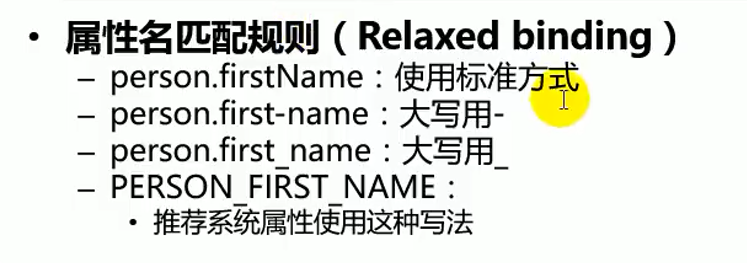 • 属性名匹配规则（Relaxed binding）
– person.firstName：使用标准方式
– person.first-name：大写用-
– person.first_name：大写用_
– PERSON_FIRST_NAME：
• 推荐系统属性使用这种写法